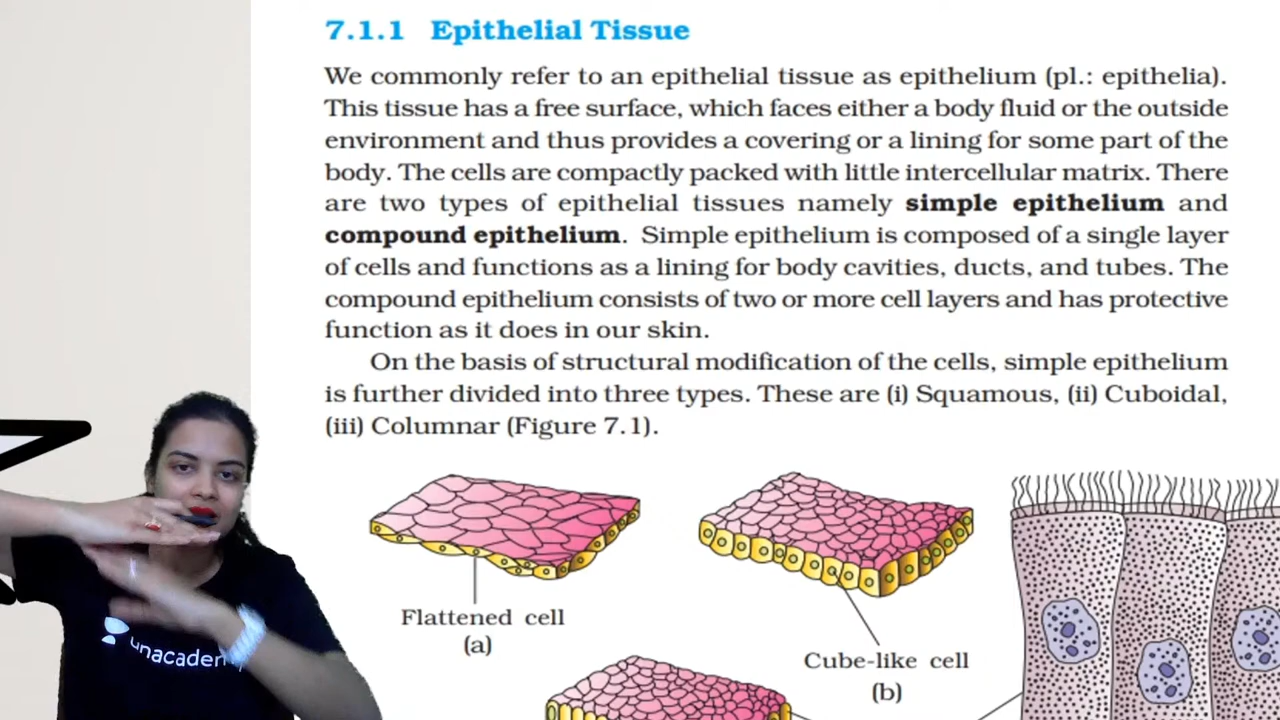 7.1.1 Epithelial Tissue
We commonly refer to an epithelial tissue as epithelium (pl.: epithelia).
This tissue has a free surface, which faces either a body fluid or the outside
environment and thus provides a covering or a lining for some part of the
body. The cells are compactly packed with little intercellular matrix. There
are two types of epithelial tissues namely simple epithelium and
compound epithelium. Simple epithelium is composed of a single layer
of cells and functions as a lining for body cavities, ducts, and tubes. The
compound epithelium consists of two or more cell layers and has protective
function as it does in our skin.
On the basis of structural modification of the cells, simple epithelium
is further divided into three types. These are (i) Squamous, (ii) Cuboidal,
(iii) Columnar (Figure 7.1).
Flattened cell
(a)
Cube-like cell
(b)
unacadem